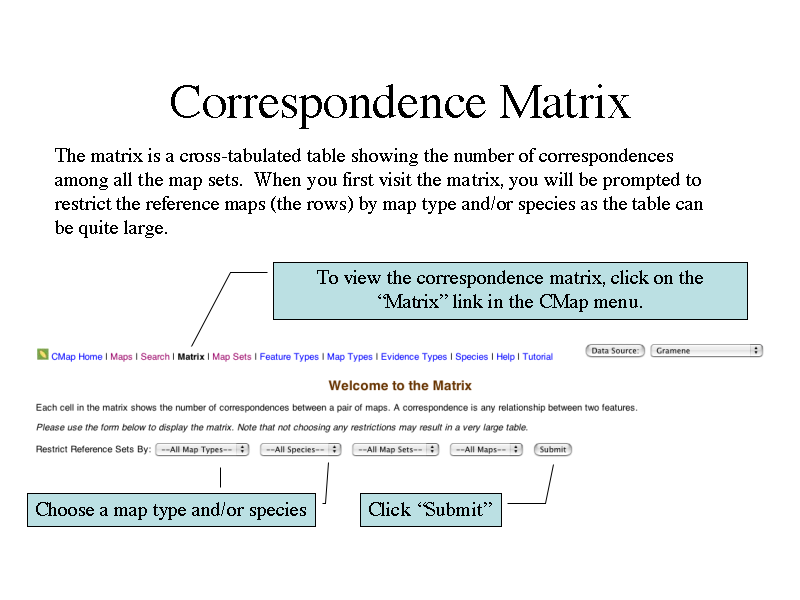 Correspondence Matrix
The matrix is a cross-tabulated table showing the number of correspondences
among all the map sets.  When you first visit the matrix, you will be prompted to
restrict the reference maps (the rows) by map type and/or species as the table can
be quite large.
To view the correspondence matrix, click on the
“Matrix” link in the CMap menu.
CMap Home | Maps | Search | Matrix | Map Sets | Feature Types | Map Types | Evidence Types | Species | Help | Tutorial
Data Source: Gramene
Welcome to the Matrix
Each cell in the matrix shows the number of correspondences between a pair of maps. A correspondence is any relationship between two features.
Please use the form below to display the matrix. Note that not choosing any restrictions may result in a very large table.
Restrict Reference Sets By: --All Map Types-- --All Species-- --All Map Sets-- --All Maps-- Submit
Choose a map type and/or species
Click “Submit”